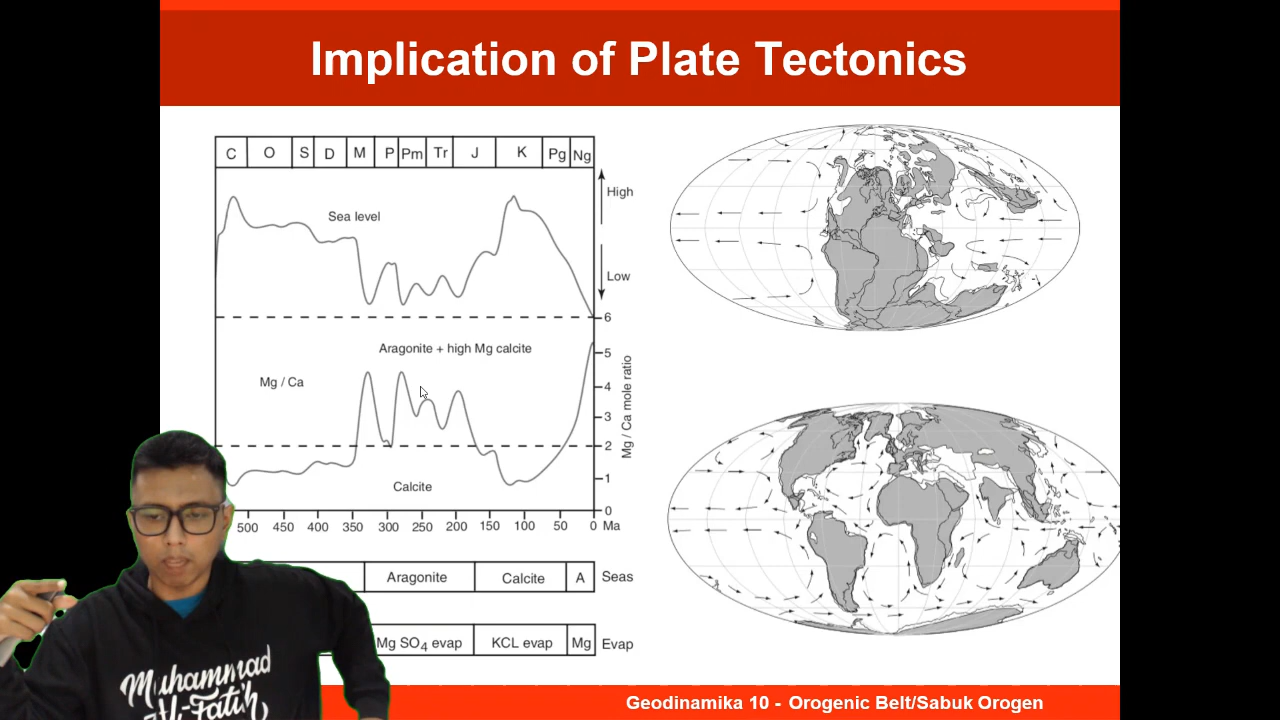 Implication of Plate Tectonics
C O S D M P Pm Tr J K Pg Ng
High
Sea level
Low
6
Aragonite + high Mg calcite
5
Mg / Ca
4
3
2
Calcite
1
0
Mg / Ca mole ratio
500 450 400 350 300 250 200 150 100 50 0 Ma
Aragonite Calcite A Seas
Mg SO4 evap KCL evap Mg Evap
Muhammad
Al-Fatih
Geodinamika 10 - Orogenic Belt/Sabuk Orogen